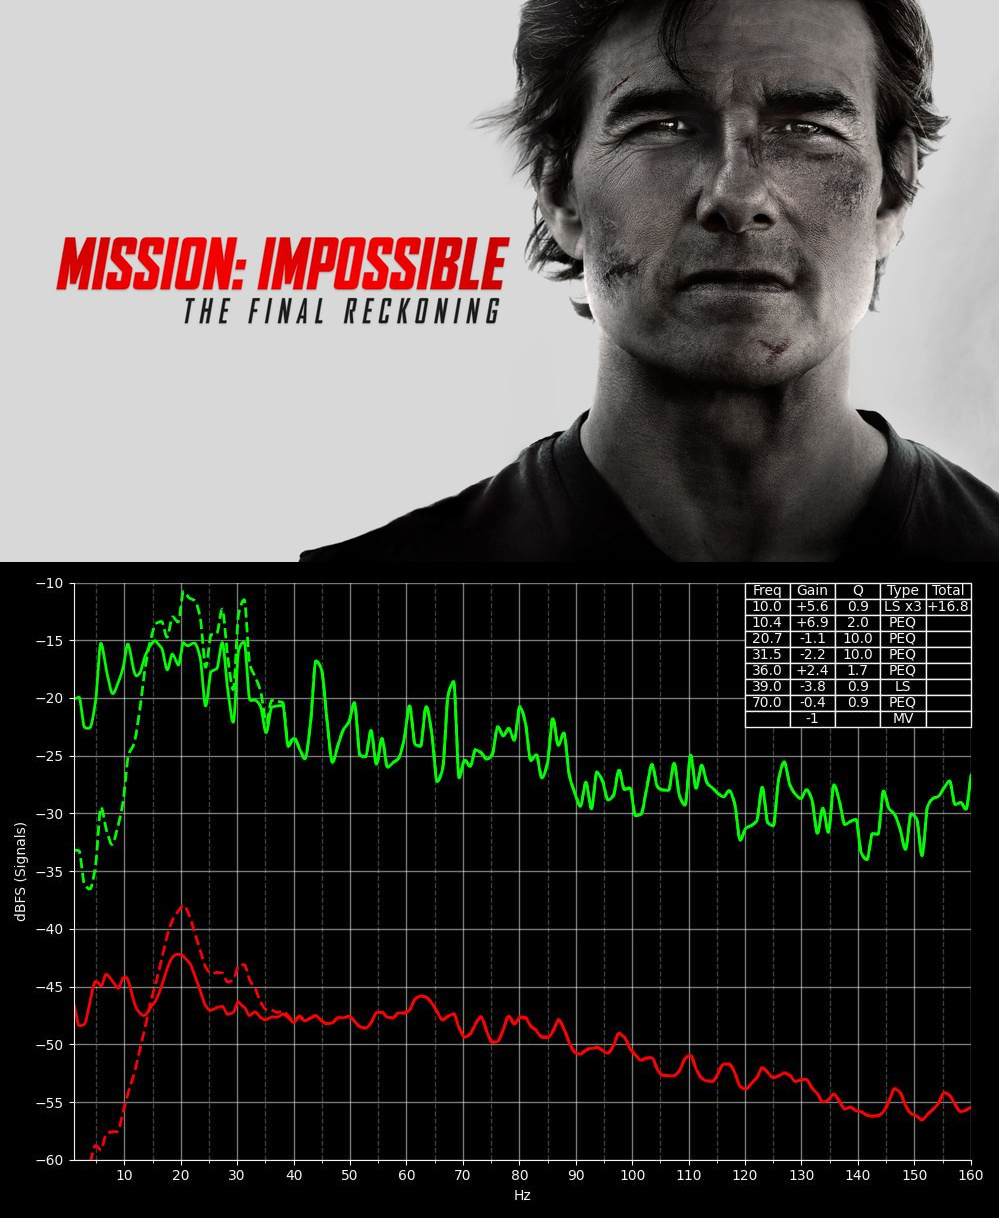 MISSION: IMPOSSIBLE
THE FINAL RECKONING
Freq Gain Q Type Total
10.0 +5.6 0.9 LS x3 +16.8
10.4 +6.9 2.0 PEQ
20.7 -1.1 10.0 PEQ
31.5 -2.2 10.0 PEQ
36.0 +2.4 1.7 PEQ
39.0 -3.8 0.9 LS
70.0 -0.4 0.9 PEQ
-1 MV
−10
−15
−20
−25
−30
−35
−40
−45
−50
−55
−60
dBFS (Signals)
10 20 30 40 50 60 70 80 90 100 110 120 130 140 150 160
Hz